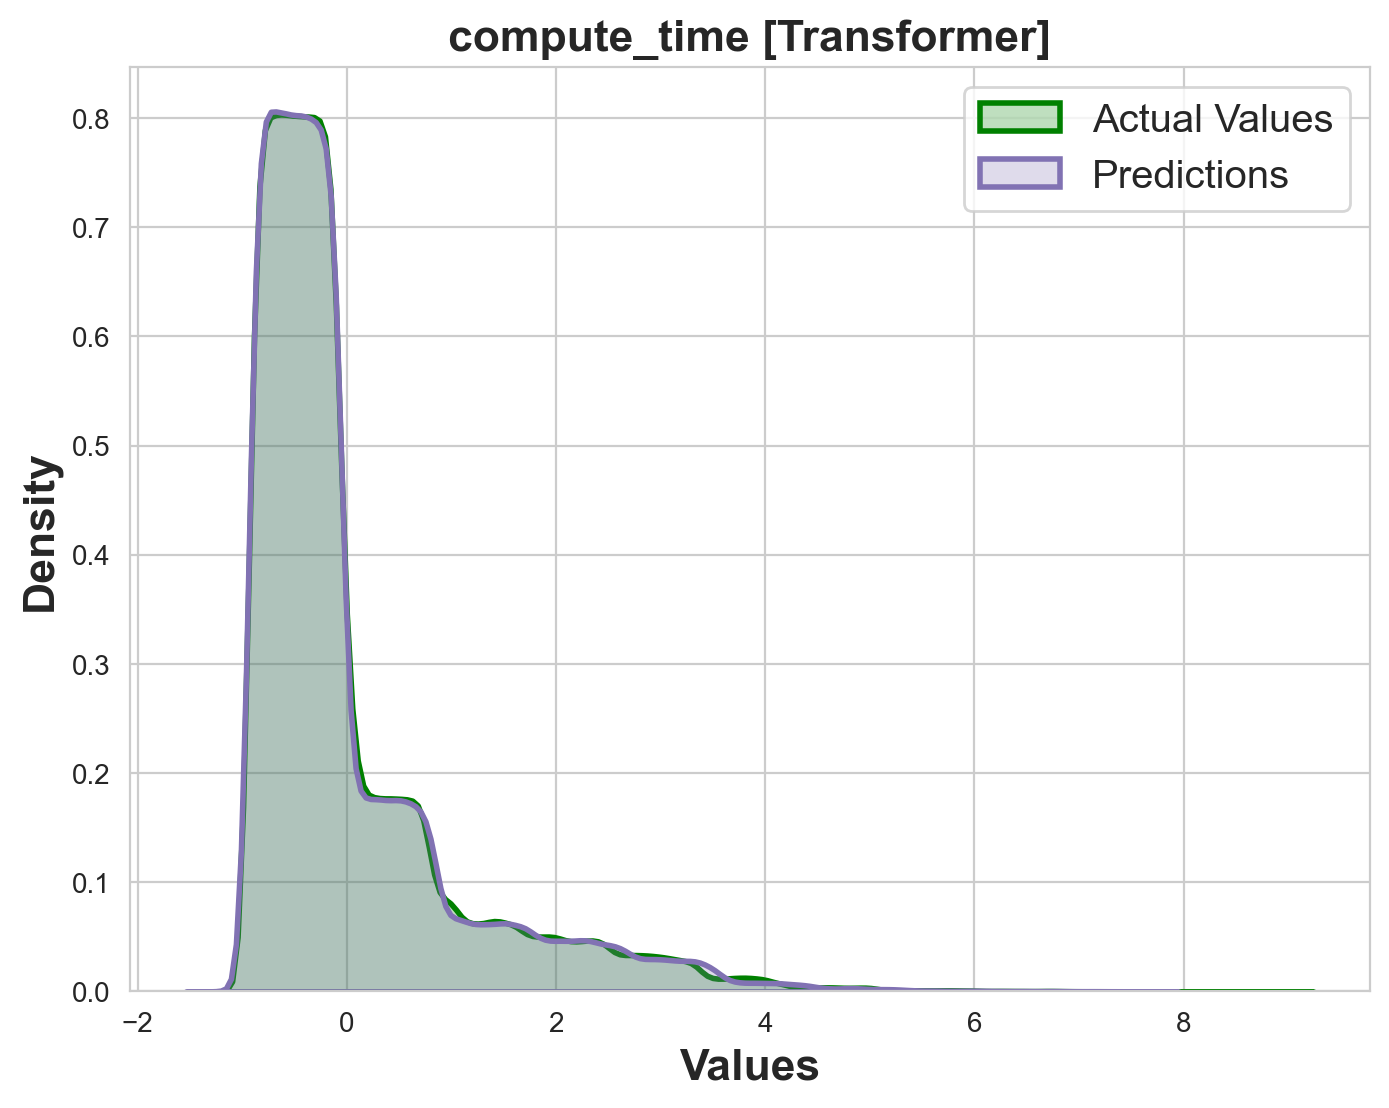 compute_time [Transformer]
Actual Values
Predictions
Density
0.8
0.7
0.6
0.5
0.4
0.3
0.2
0.1
0.0
−2 0 2 4 6 8
Values